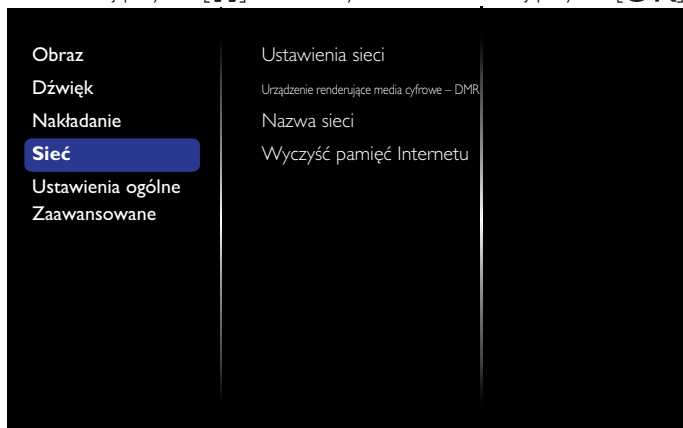 Obraz
Dźwięk
Nakładanie
Sieć
Ustawienia ogólne
Zaawansowane
Ustawienia sieci
Urządzenie renderujące media cyfrowe – DMR
Nazwa sieci
Wyczyść pamięć Internetu